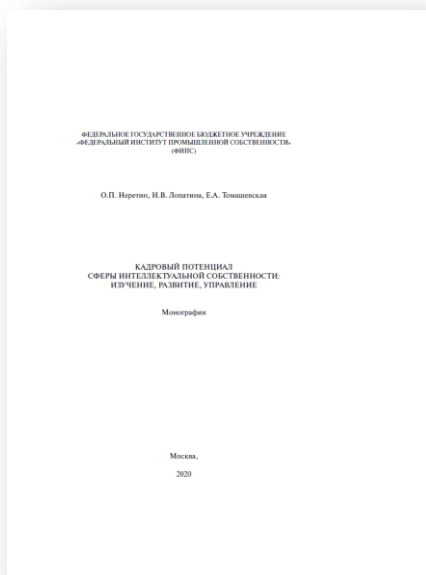 ФЕДЕРАЛЬНОЕ ГОСУДАРСТВЕННОЕ БЮДЖЕТНОЕ УЧРЕЖДЕНИЕ
«ФЕДЕРАЛЬНЫЙ ИНСТИТУТ ПРОМЫШЛЕННОЙ СОБСТВЕННОСТИ»
(ФИПС)
О.П. Неретин, Н.В. Лопатина, Е.А. Томашевская
КАДРОВЫЙ ПОТЕНЦИАЛ
СФЕРЫ ИНТЕЛЛЕКТУАЛЬНОЙ СОБСТВЕННОСТИ:
ИЗУЧЕНИЕ, РАЗВИТИЕ, УПРАВЛЕНИЕ
Монография
Москва,
2020